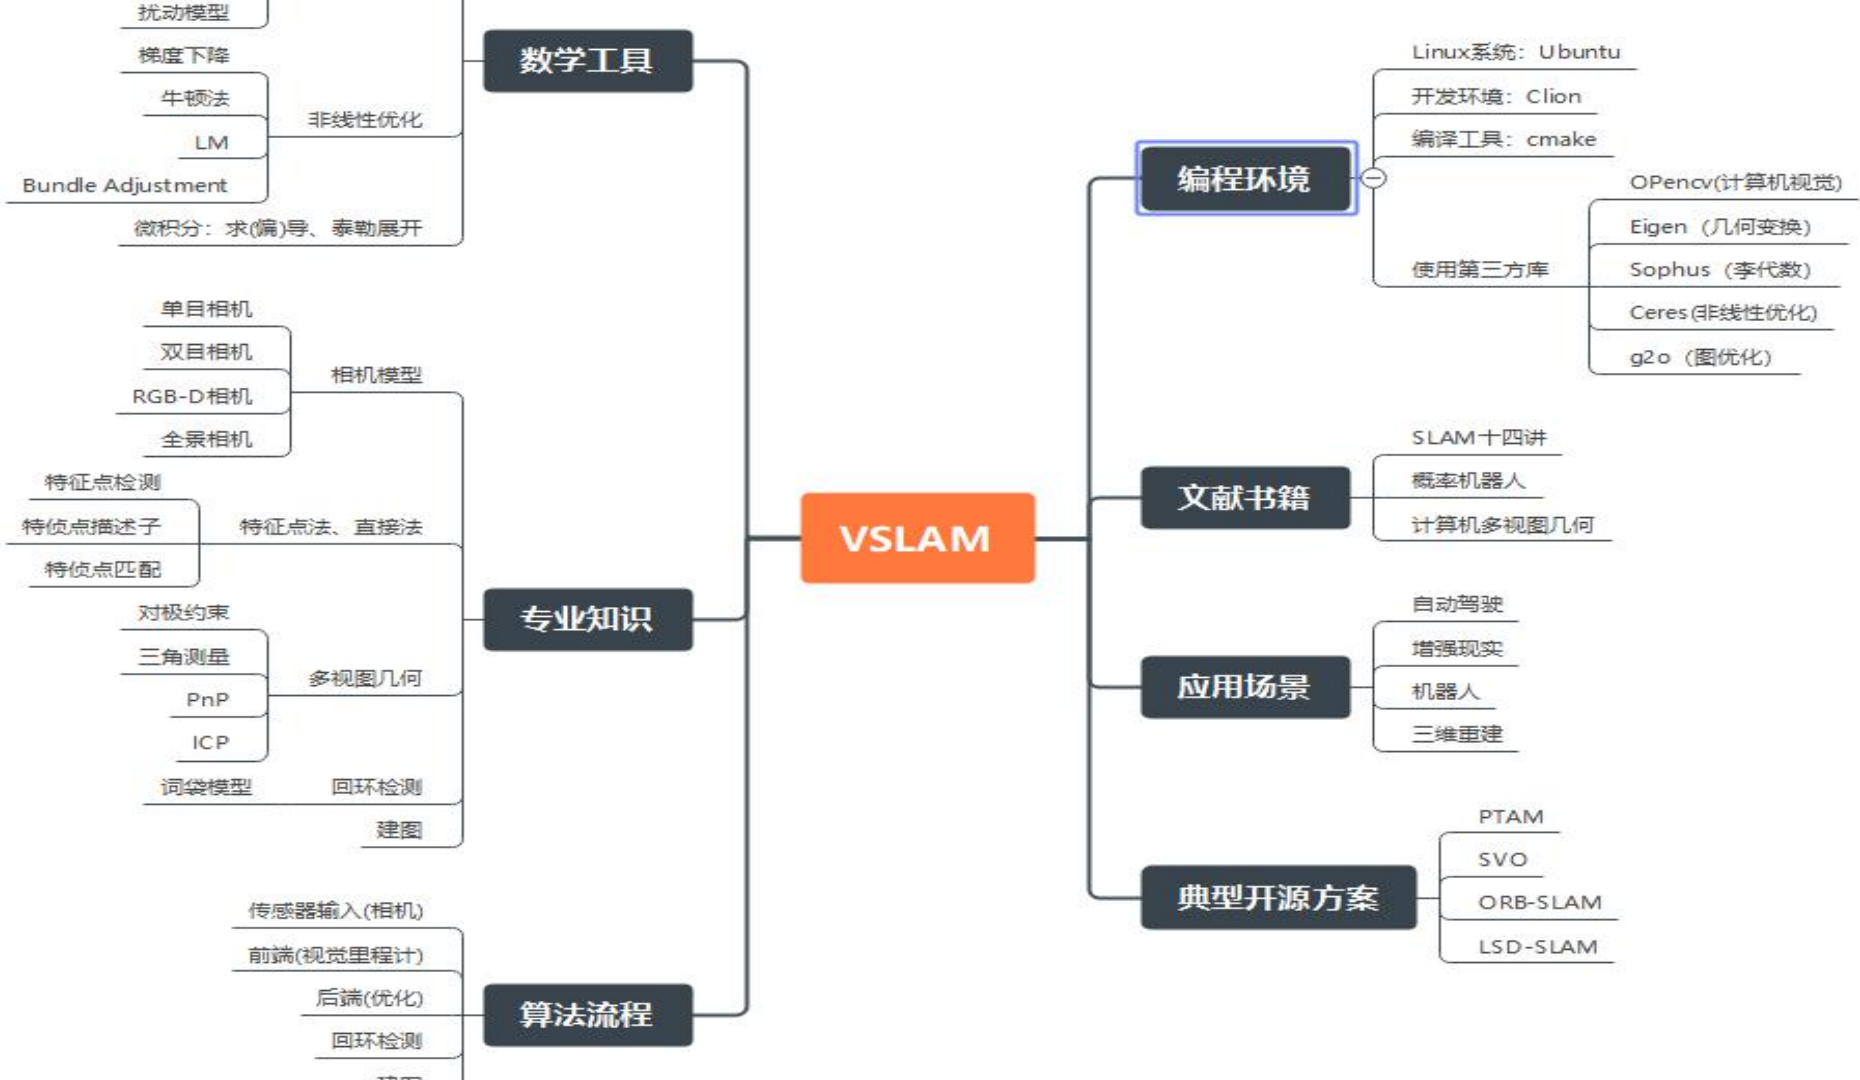 扰动模型
梯度下降
牛顿法
LM
Bundle Adjustment
非线性优化
微积分：求(偏)导、泰勒展开
数学工具
单目相机
双目相机
RGB-D相机
全景相机
相机模型
特征点检测
特侦点描述子
特侦点匹配
特征点法、直接法
对极约束
三角测量
PnP
ICP
多视图几何
词袋模型
回环检测
建图
专业知识
传感器输入(相机)
前端(视觉里程计)
后端(优化)
回环检测
算法流程
VSLAM
编程环境
Linux系统：Ubuntu
开发环境：Clion
编译工具：cmake
使用第三方库
OPencv(计算机视觉)
Eigen（几何变换)
Sophus（李代数)
Ceres(非线性优化)
g2o（图优化)
文献书籍
SLAM十四讲
概率机器人
计算机多视图几何
应用场景
自动驾驶
增强现实
机器人
三维重建
典型开源方案
PTAM
SVO
ORB-SLAM
LSD-SLAM